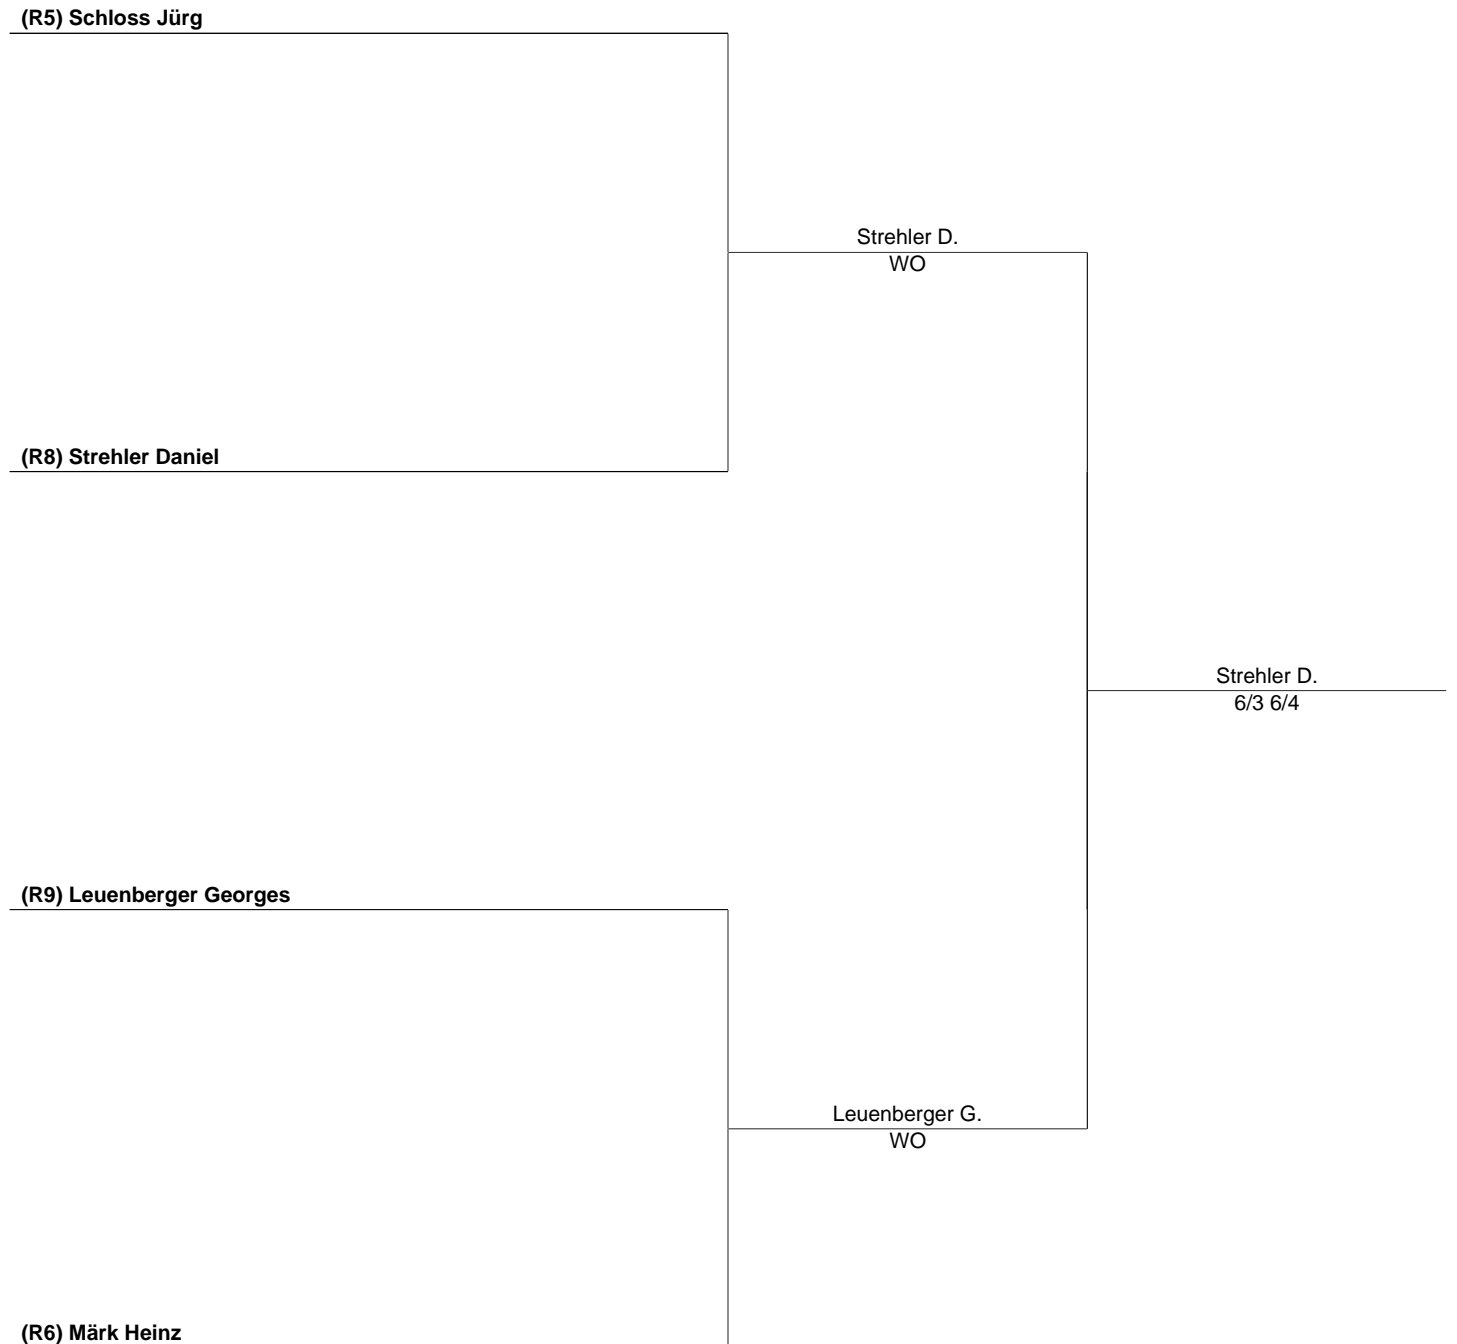 (R5) Schloss Jürg
Strehler D.
WO
(R8) Strehler Daniel
Strehler D.
6/3 6/4
(R9) Leuenberger Georges
Leuenberger G.
WO
(R6) Märk Heinz